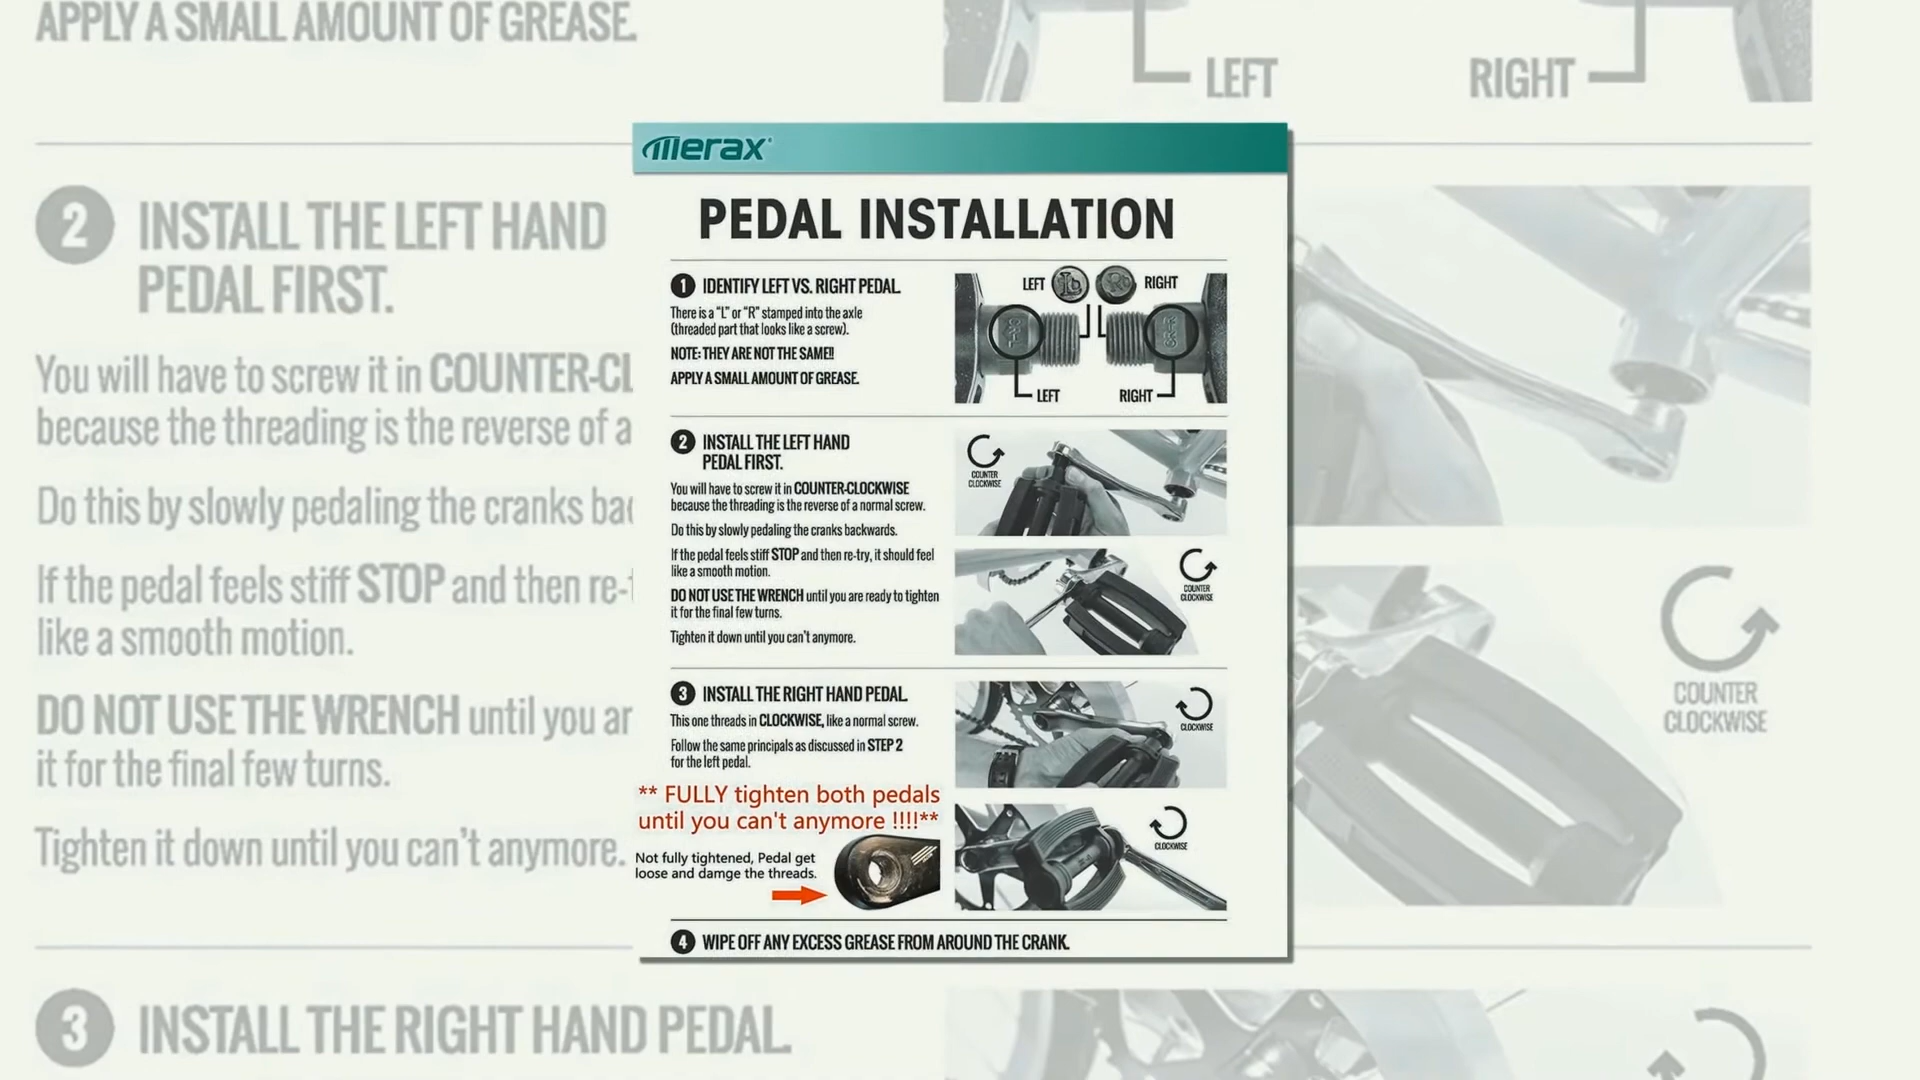 APPLY A SMALL AMOUNT OF GREASE.
LEFT
RIGHT
2 INSTALL THE LEFT HAND
PEDAL FIRST.
You will have to screw it in COUNTER-CL
because the threading is the reverse of a
Do this by slowly pedaling the cranks bac
If the pedal feels stiff STOP and then re-t
like a smooth motion.
DO NOT USE THE WRENCH until you ar
it for the final few turns.
Tighten it down until you can't anymore.
COUNTER
CLOCKWISE
3 INSTALL THE RIGHT HAND PEDAL.
merax
PEDAL INSTALLATION
1 IDENTIFY LEFT VS. RIGHT PEDAL.
There is a "L" or "R" stamped into the axle
(threaded part that looks like a screw).
NOTE: THEY ARE NOT THE SAME!!
APPLY A SMALL AMOUNT OF GREASE.
LEFT L R RIGHT
LEFT
RIGHT
2 INSTALL THE LEFT HAND
PEDAL FIRST.
You will have to screw it in COUNTER-CLOCKWISE
because the threading is the reverse of a normal screw.
Do this by slowly pedaling the cranks backwards.
If the pedal feels stiff STOP and then re-try, it should feel
like a smooth motion.
DO NOT USE THE WRENCH until you are ready to tighten
it for the final few turns.
Tighten it down until you can't anymore.
COUNTER
CLOCKWISE
COUNTER
CLOCKWISE
3 INSTALL THE RIGHT HAND PEDAL.
This one threads in CLOCKWISE, like a normal screw.
Follow the same principals as discussed in STEP 2
for the left pedal.
CLOCKWISE
** FULLY tighten both pedals
until you can't anymore !!!!**
Not fully tightened, Pedal get
loose and damge the threads.
CLOCKWISE
4 WIPE OFF ANY EXCESS GREASE FROM AROUND THE CRANK.